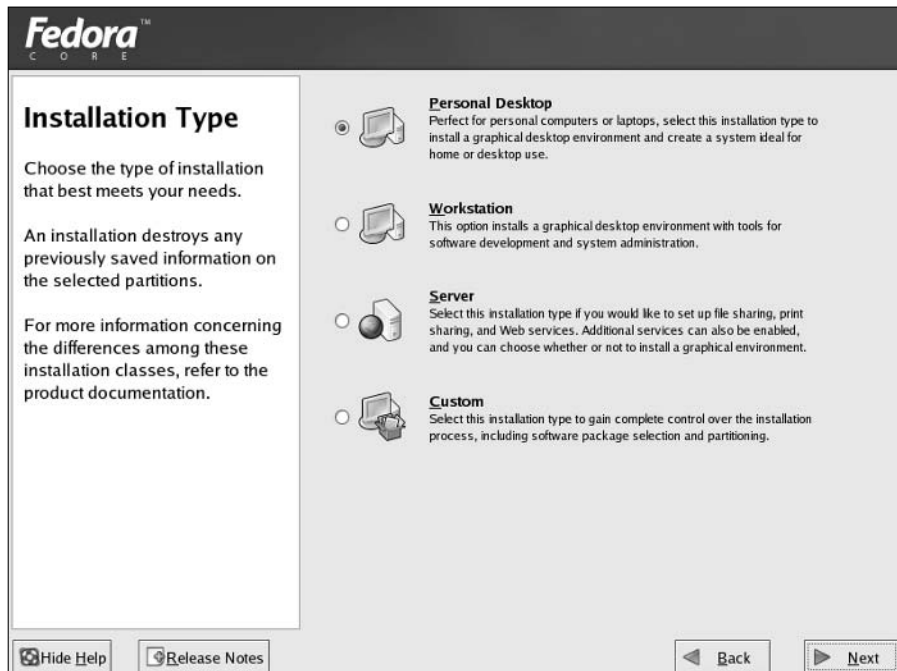 Fedora™
CORE
Installation Type
Choose the type of installation
that best meets your needs.
An installation destroys any
previously saved information on
the selected partitions.
For more information concerning
the differences among these
installation classes, refer to the
product documentation.
Personal Desktop
Perfect for personal computers or laptops, select this installation type to
install a graphical desktop environment and create a system ideal for
home or desktop use.
Workstation
This option installs a graphical desktop environment with tools for
software development and system administration.
Server
Select this installation type if you would like to set up file sharing, print
sharing, and Web services. Additional services can also be enabled,
and you can choose whether or not to install a graphical environment.
Custom
Select this installation type to gain complete control over the installation
process, including software package selection and partitioning.
Hide Help
Release Notes
Back
Next